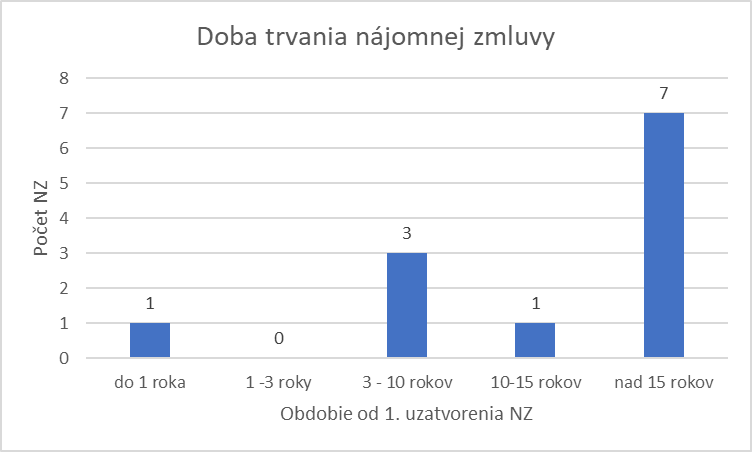 Doba trvania nájomnej zmluvy
Počet NZ
8
7
6
5
4
3
2
1
0
1
0
3
1
7
do 1 roka
1 -3 roky
3 - 10 rokov
10-15 rokov
nad 15 rokov
Obdobie od 1. uzatvorenia NZ